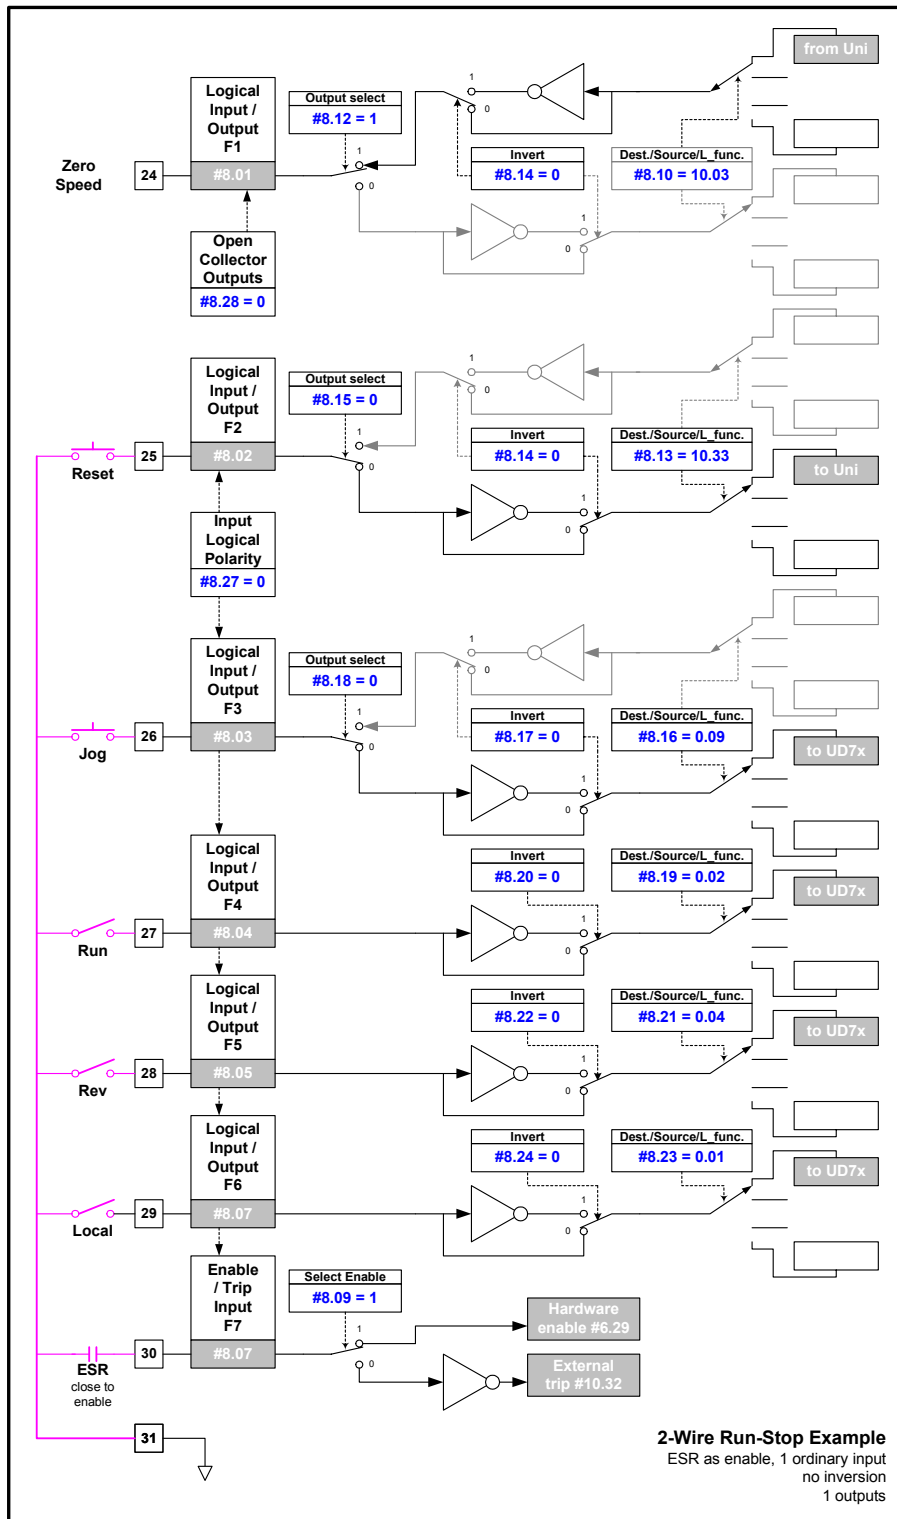 from Uni
Logical
Input /
Output
F1
#8.01
Output select
#8.12 = 1
1
0
1
0
Invert
#8.14 = 0
Dest./Source/L_func.
#8.10 = 10.03
Zero
Speed
24
1
0
Open
Collector
Outputs
#8.28 = 0
Logical
Input /
Output
F2
#8.02
Output select
#8.15 = 0
1
0
1
0
Invert
#8.14 = 0
Dest./Source/L_func.
#8.13 = 10.33
to Uni
Reset
25
1
0
Input
Logical
Polarity
#8.27 = 0
Logical
Input /
Output
F3
#8.03
Output select
#8.18 = 0
1
0
1
0
Invert
#8.17 = 0
Dest./Source/L_func.
#8.16 = 0.09
to UD7x
Jog
26
1
0
Logical
Input /
Output
F4
#8.04
Invert
#8.20 = 0
Dest./Source/L_func.
#8.19 = 0.02
to UD7x
Run
27
1
0
Logical
Input /
Output
F5
#8.05
Invert
#8.22 = 0
Dest./Source/L_func.
#8.21 = 0.04
to UD7x
Rev
28
1
0
Logical
Input /
Output
F6
#8.07
Invert
#8.24 = 0
Dest./Source/L_func.
#8.23 = 0.01
to UD7x
Local
29
1
0
Enable
/ Trip
Input
F7
#8.07
Select Enable
#8.09 = 1
1
0
Hardware
enable #6.29
External
trip #10.32
30
ESR
close to
enable
31
2-Wire Run-Stop Example
ESR as enable, 1 ordinary input
no inversion
1 outputs